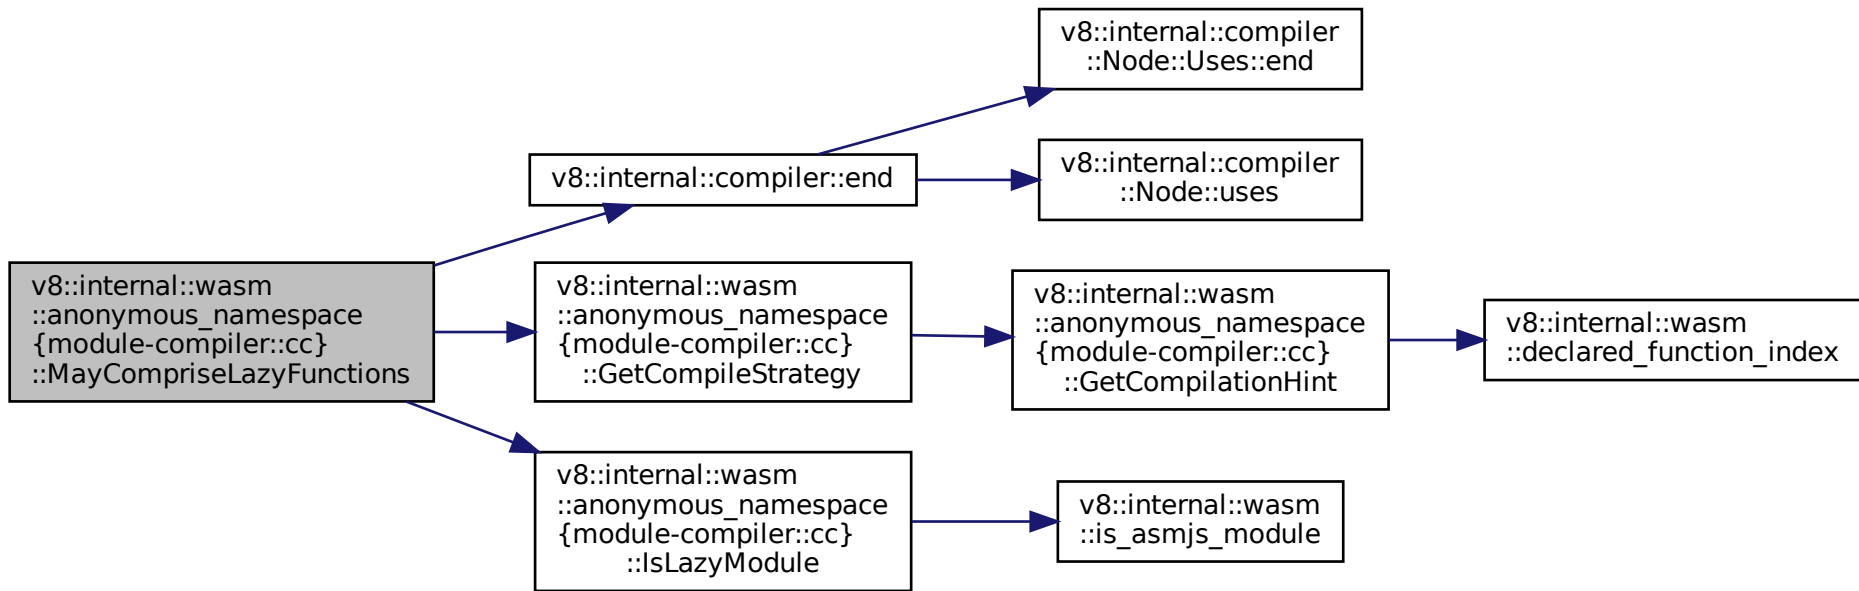 v8::internal::compiler
::Node::Uses::end
v8::internal::compiler
::Node::uses
v8::internal::compiler::end
v8::internal::wasm
::anonymous_namespace
{module-compiler::cc}
::MayCompriseLazyFunctions
v8::internal::wasm
::anonymous_namespace
{module-compiler::cc}
::GetCompileStrategy
v8::internal::wasm
::anonymous_namespace
{module-compiler::cc}
::GetCompilationHint
v8::internal::wasm
::declared_function_index
v8::internal::wasm
::anonymous_namespace
{module-compiler::cc}
::IsLazyModule
v8::internal::wasm
::is_asmjs_module